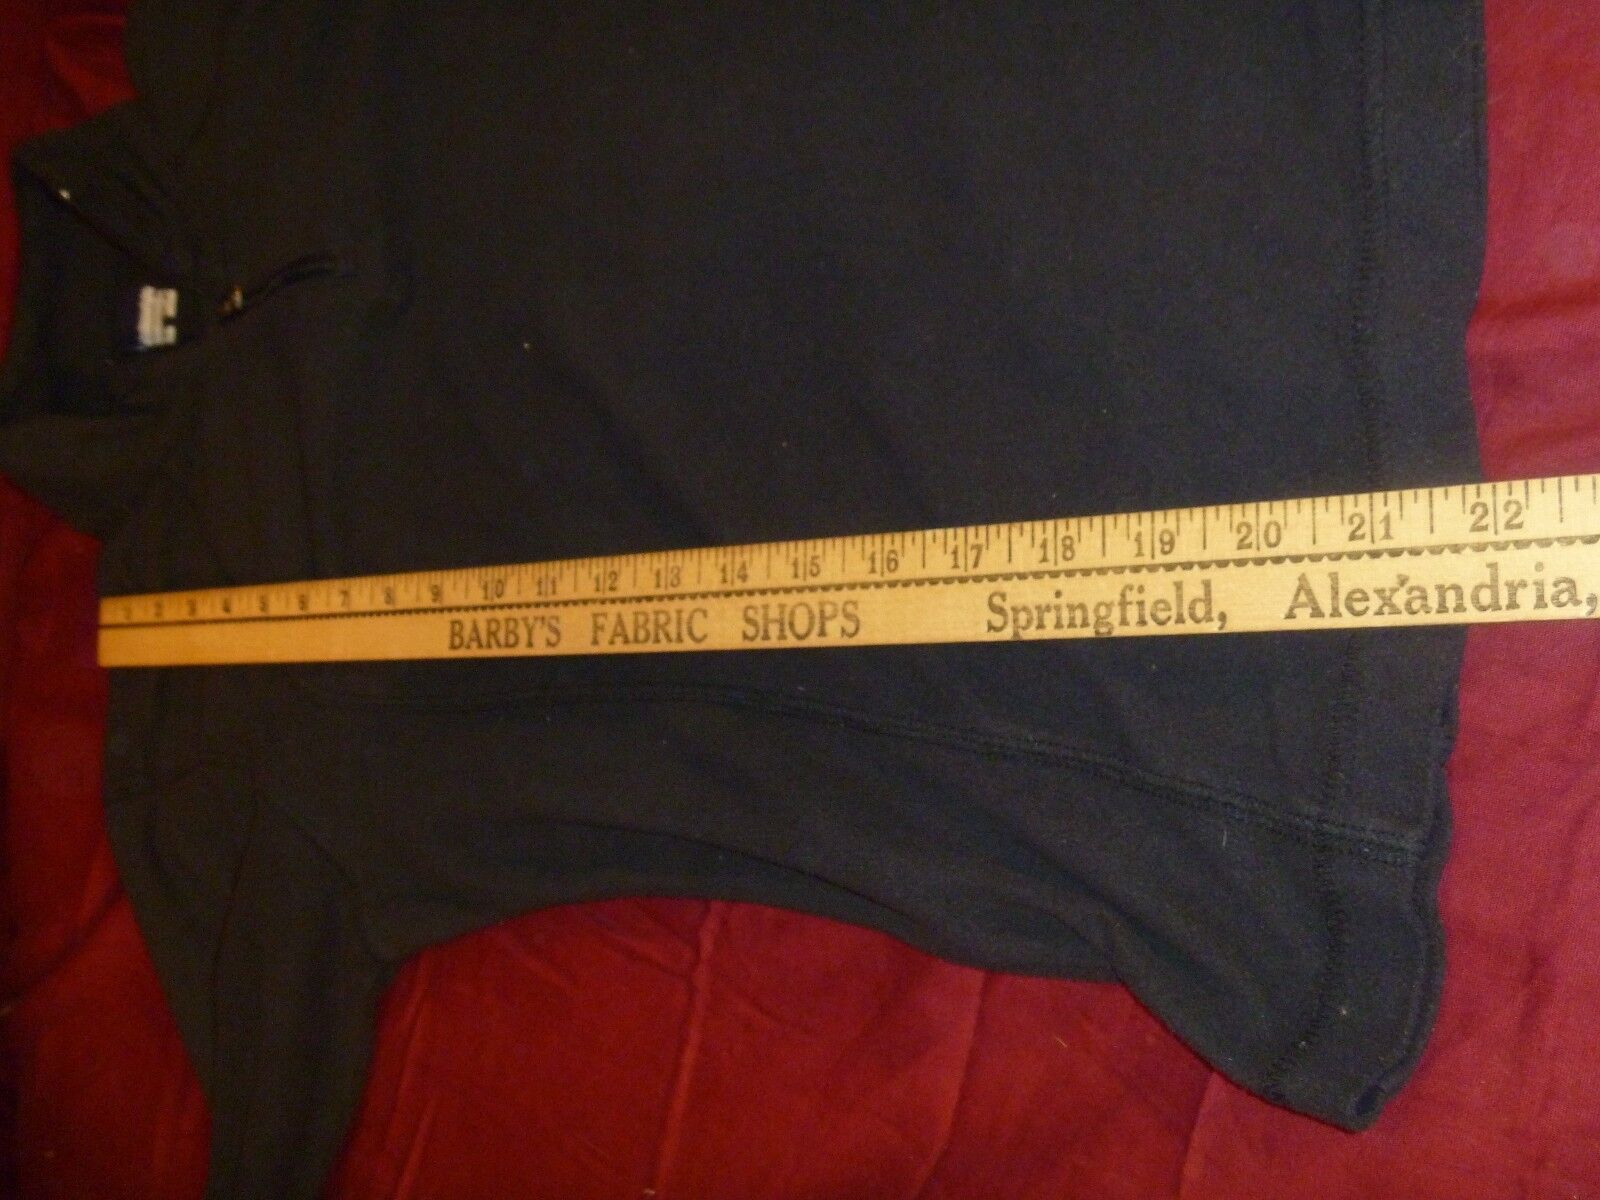 1 2 3 4 5 6 7 8 9 10 11 12 13 14 15 16 17 18 19 20 21 22
BARBY'S FABRIC SHOPS Springfield, Alexandria,